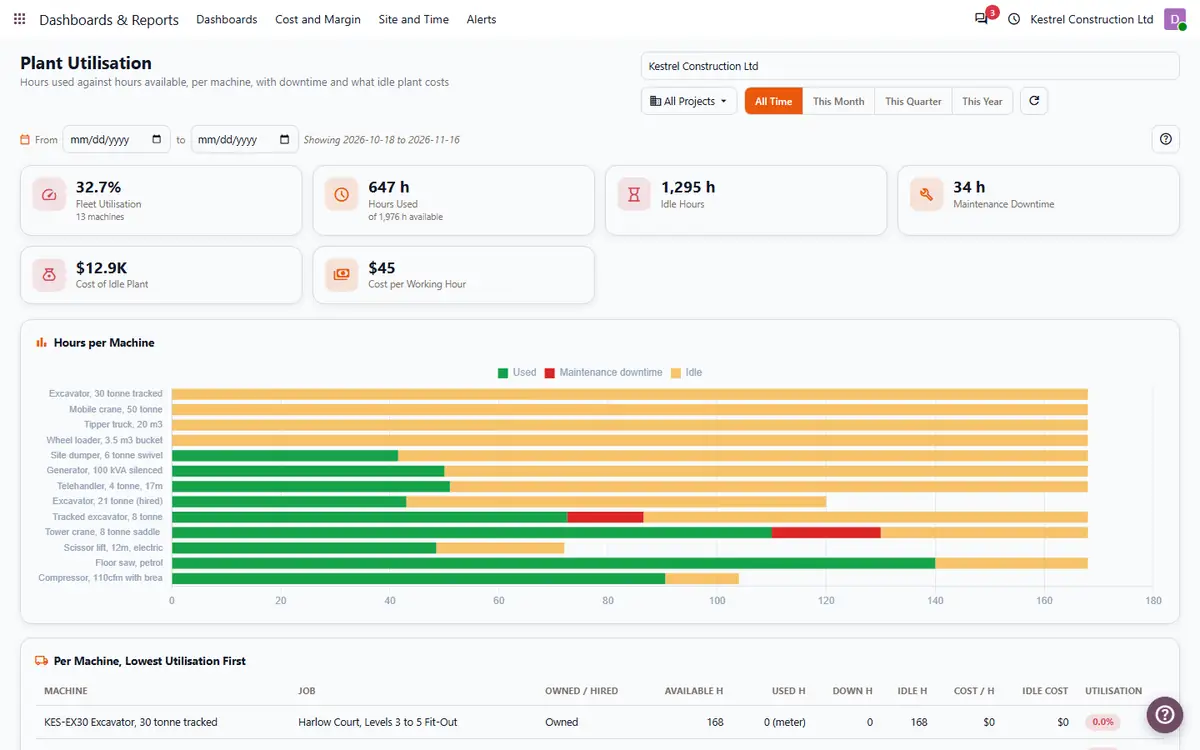 Dashboards & Reports Dashboards Cost and Margin Site and Time Alerts 3 Kestrel Construction Ltd D
Plant Utilisation
Hours used against hours available, per machine, with downtime and what idle plant costs
Kestrel Construction Ltd
All Projects All Time This Month This Quarter This Year
From mm/dd/yyyy to mm/dd/yyyy Showing 2026-10-18 to 2026-11-16
32.7%
Fleet Utilisation
13 machines
647 h
Hours Used
of 1,976 h available
1,295 h
Idle Hours
34 h
Maintenance Downtime
$12.9K
Cost of Idle Plant
$45
Cost per Working Hour
Hours per Machine
Used Maintenance downtime Idle
Excavator, 30 tonne tracked
Mobile crane, 50 tonne
Tipper truck, 20 m3
Wheel loader, 3.5 m3 bucket
Site dumper, 6 tonne swivel
Generator, 100 kVA silenced
Telehandler, 4 tonne, 17m
Excavator, 21 tonne (hired)
Tracked excavator, 8 tonne
Tower crane, 8 tonne saddle
Scissor lift, 12m, electric
Floor saw, petrol
Compressor, 110cfm with brea
0 20 40 60 80 100 120 140 160 180
Per Machine, Lowest Utilisation First
MACHINE JOB OWNED / HIRED AVAILABLE H USED H DOWN H IDLE H COST / H IDLE COST UTILISATION
KES-EX30 Excavator, 30 tonne tracked Harlow Court, Levels 3 to 5 Fit-Out Owned 168 0 (meter) 0 168 $0 $0 0.0%